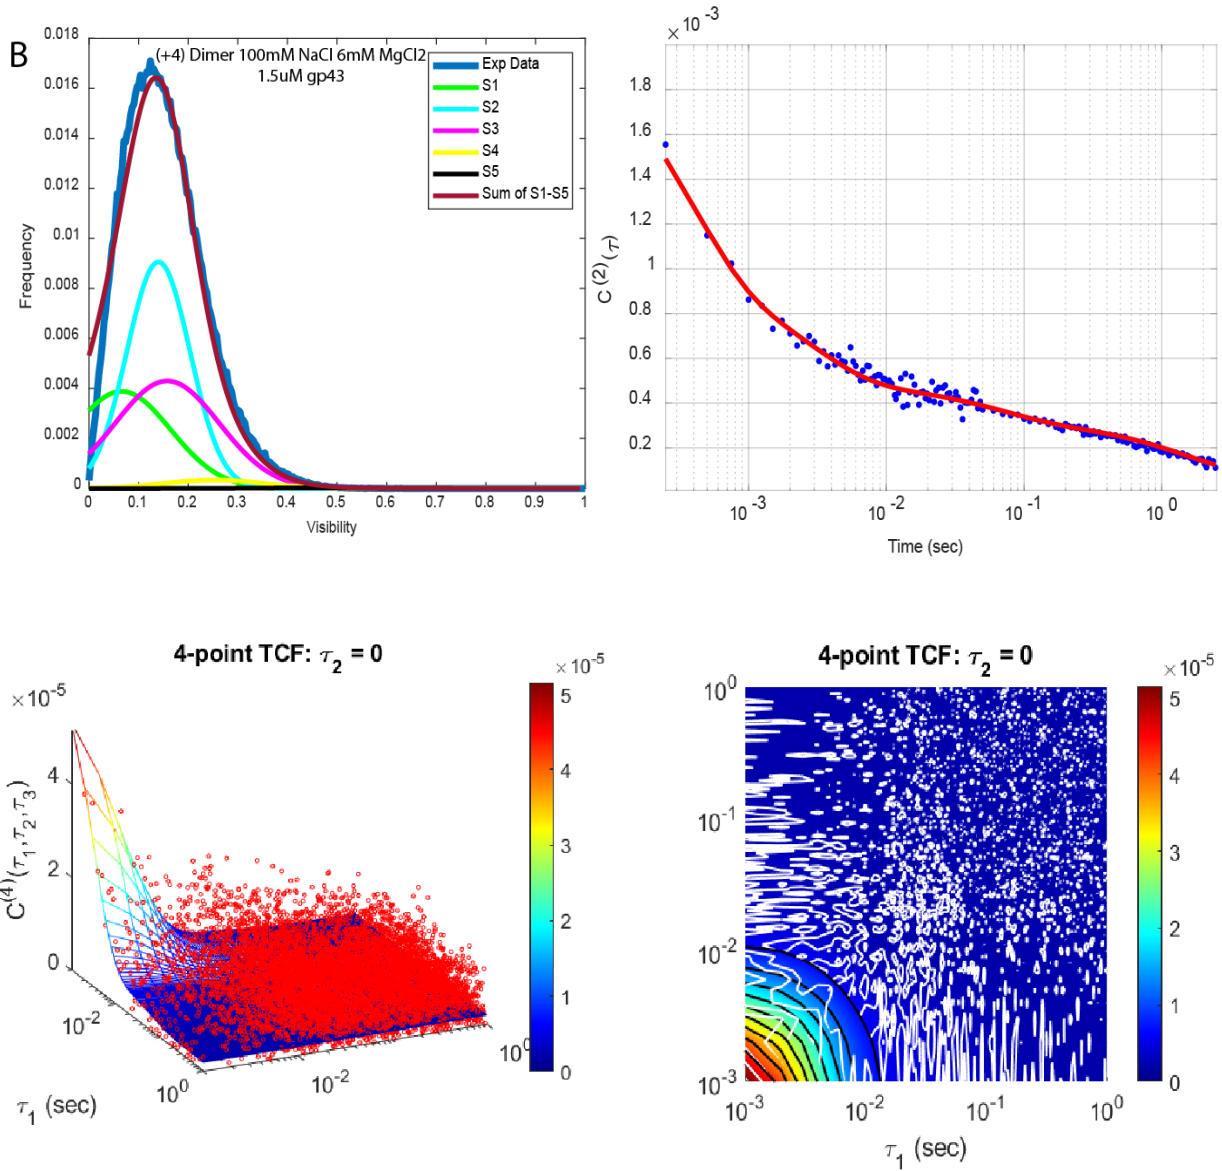 B
(+4) Dimer 100mM NaCl 6mM MgCl2
1.5uM gp43
Exp Data
S1
S2
S3
S4
S5
Sum of S1-S5
0.018
0.016
0.014
0.012
0.01
0.008
0.006
0.004
0.002
0
Frequency
0 0.1 0.2 0.3 0.4 0.5 0.6 0.7 0.8 0.9 1
Visibility
×10⁻³
1.8
1.6
1.4
1.2
1
0.8
0.6
0.4
0.2
C⁽²⁾(τ)
10⁻³ 10⁻² 10⁻¹ 10⁰
Time (sec)
4-point TCF: τ₂ = 0
×10⁻⁵
4
2
0
C⁽⁴⁾(τ₁,τ₂,τ₃)
10⁻²
10⁰
τ₁ (sec)
10⁻²
10⁰
×10⁻⁵
5
4
3
2
1
0
4-point TCF: τ₂ = 0
10⁰
10⁻¹
10⁻²
10⁻³
10⁻³ 10⁻² 10⁻¹ 10⁰
τ₁ (sec)
×10⁻⁵
5
4
3
2
1
0